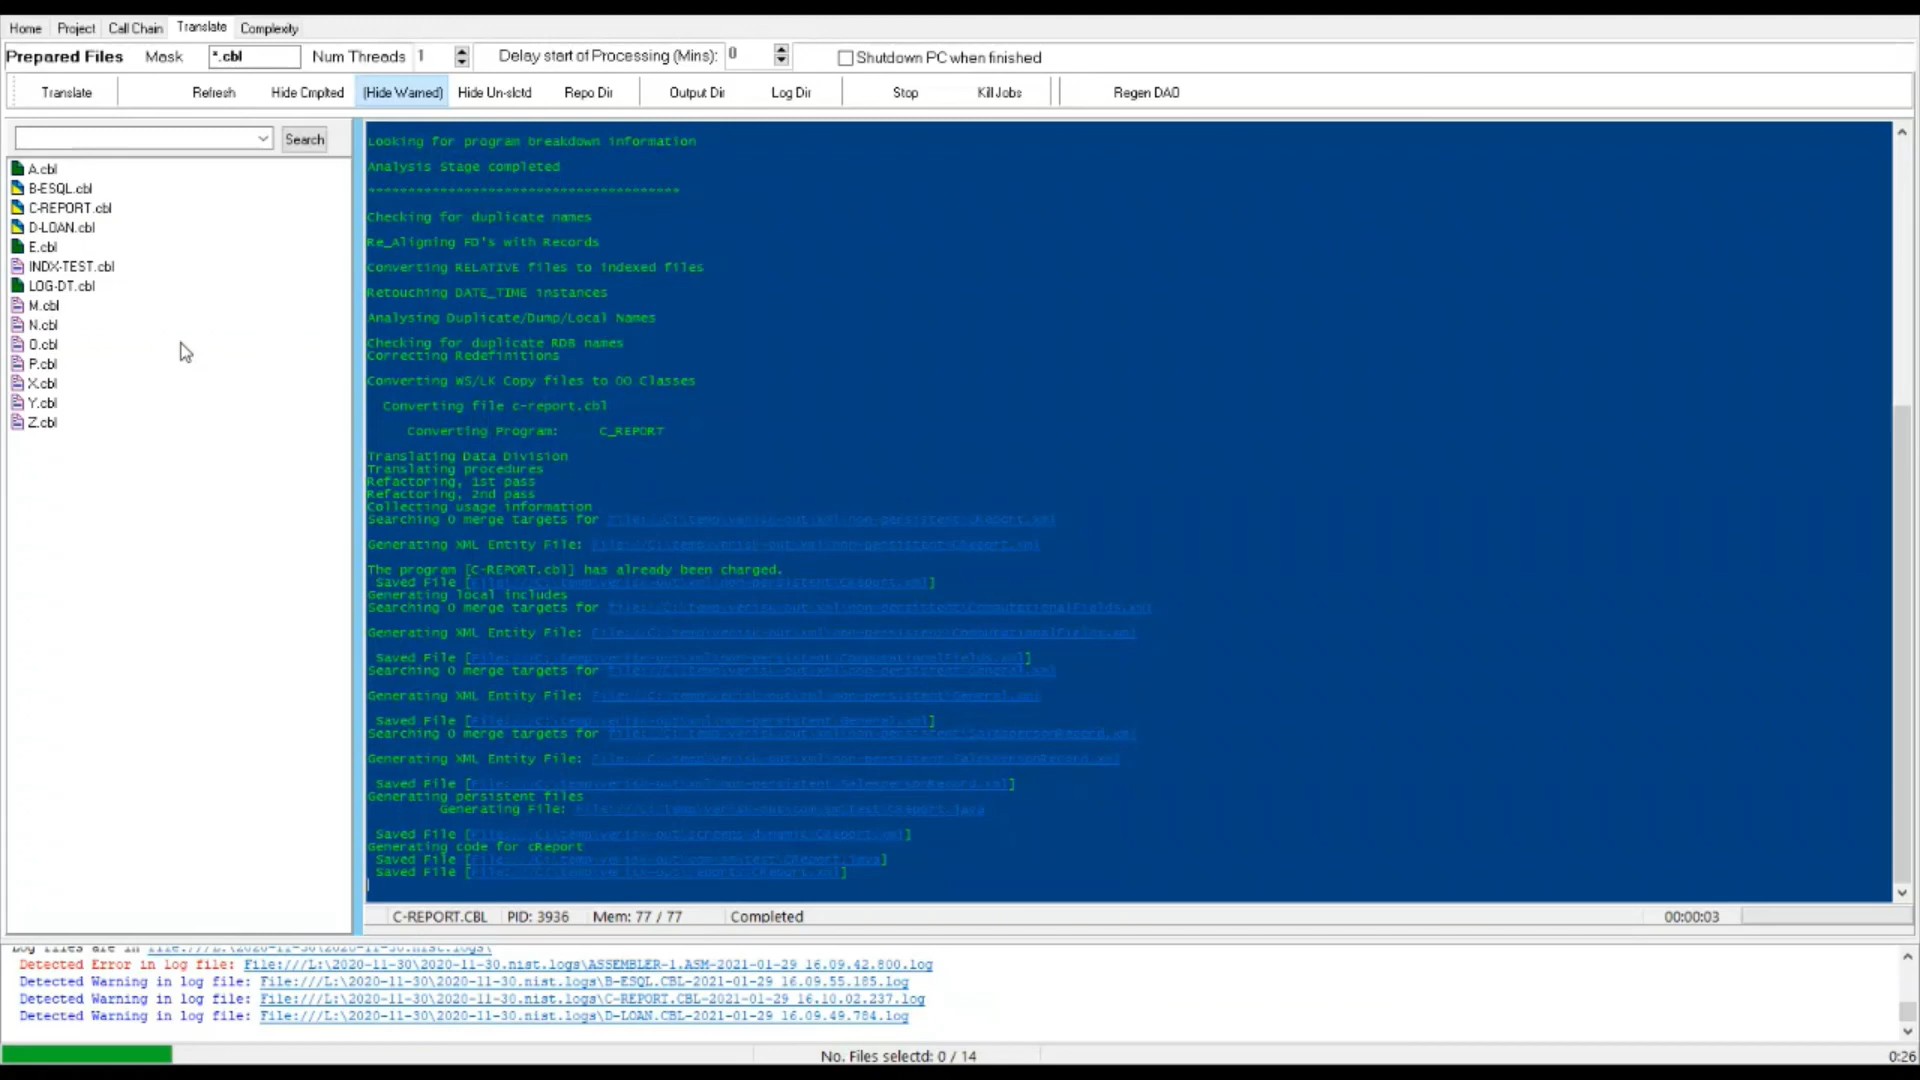 Home Project Call Chain Translate Complexity
Prepared Files Mask *.cbl Num Threads 1 Delay start of Processing (Mins): 0 Shutdown PC when finished
Translate Refresh Hide Cmplted (Hide Warned) Hide Un-slctd Repo Dir Output Dir Log Dir Stop Kill Jobs Regen DAO
Search
A.cbl
B-ESQL.cbl
C-REPORT.cbl
D-LOAN.cbl
E.cbl
INDX-TEST.cbl
LOG-DT.cbl
M.cbl
N.cbl
O.cbl
P.cbl
X.cbl
Y.cbl
Z.cbl
Looking for program breakdown information
Analysis Stage completed
Checking for duplicate names
Re_Aligning FD's with Records
Converting RELATIVE files to indexed files
Retouching DATE_TIME instances
Analysing Duplicate/Dump/Local Names
Checking for duplicate RDB names
Correcting Redefinitions
Converting WS/LK Copy files to OO Classes
Converting file c-report.cbl
Converting Program: C_REPORT
Translating Data Division
Translating procedures
Refactoring, 1st pass
Refactoring, 2nd pass
Collecting usage information
Searching 0 merge targets for
Generating XML Entity File:
The program [C-REPORT.cbl] has already been charged.
Saved File [ ]
Generating local includes
Searching 0 merge targets for
Generating XML Entity File:
Saved File [ ]
Searching 0 merge targets for
Generating XML Entity File:
Saved File [ ]
Searching 0 merge targets for
Generating XML Entity File:
Saved File [ ]
Generating persistent files
Generating File:
Saved File [ ]
Generating code for cReport
Saved File [ ]
Saved File [ ]
C-REPORT.CBL PID: 3936 Mem: 77 / 77 Completed 00:00:03
Log files are in File:///L:\2020-11-30\2020-11-30.nist.logs\
Detected Error in log file: File:///L:\2020-11-30\2020-11-30.nist.logs\ASSEMBLER-1.ASM-2021-01-29 16.09.42.800.log
Detected Warning in log file: File:///L:\2020-11-30\2020-11-30.nist.logs\B-ESQL.CBL-2021-01-29 16.09.55.185.log
Detected Warning in log file: File:///L:\2020-11-30\2020-11-30.nist.logs\C-REPORT.CBL-2021-01-29 16.10.02.237.log
Detected Warning in log file: File:///L:\2020-11-30\2020-11-30.nist.logs\D-LOAN.CBL-2021-01-29 16.09.49.784.log
No. Files selectd: 0 / 14 0:26